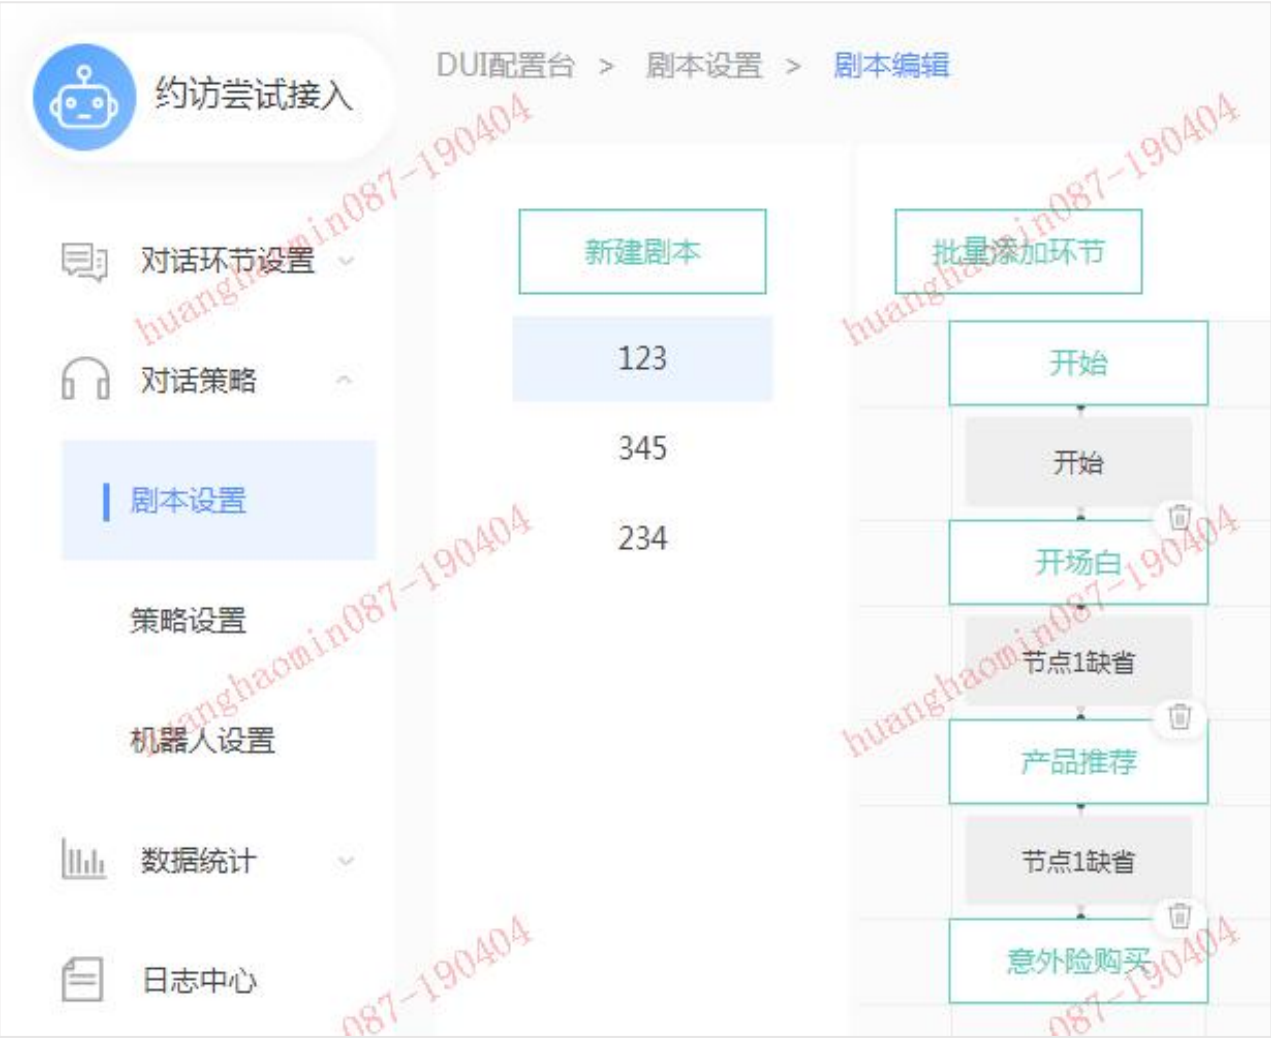 约访尝试接入
DUI配置台 > 剧本设置 > 剧本编辑
对话环节设置
对话策略
剧本设置
策略设置
机器人设置
数据统计
日志中心
新建剧本
123
345
234
批量添加环节
开始
开始
开场白
节点1缺省
产品推荐
节点1缺省
意外险购买
huanghaomin087-190404
huanghaomin087-190404
huanghaomin087-190404
huanghaomin087-190404
087-190404
087-190404